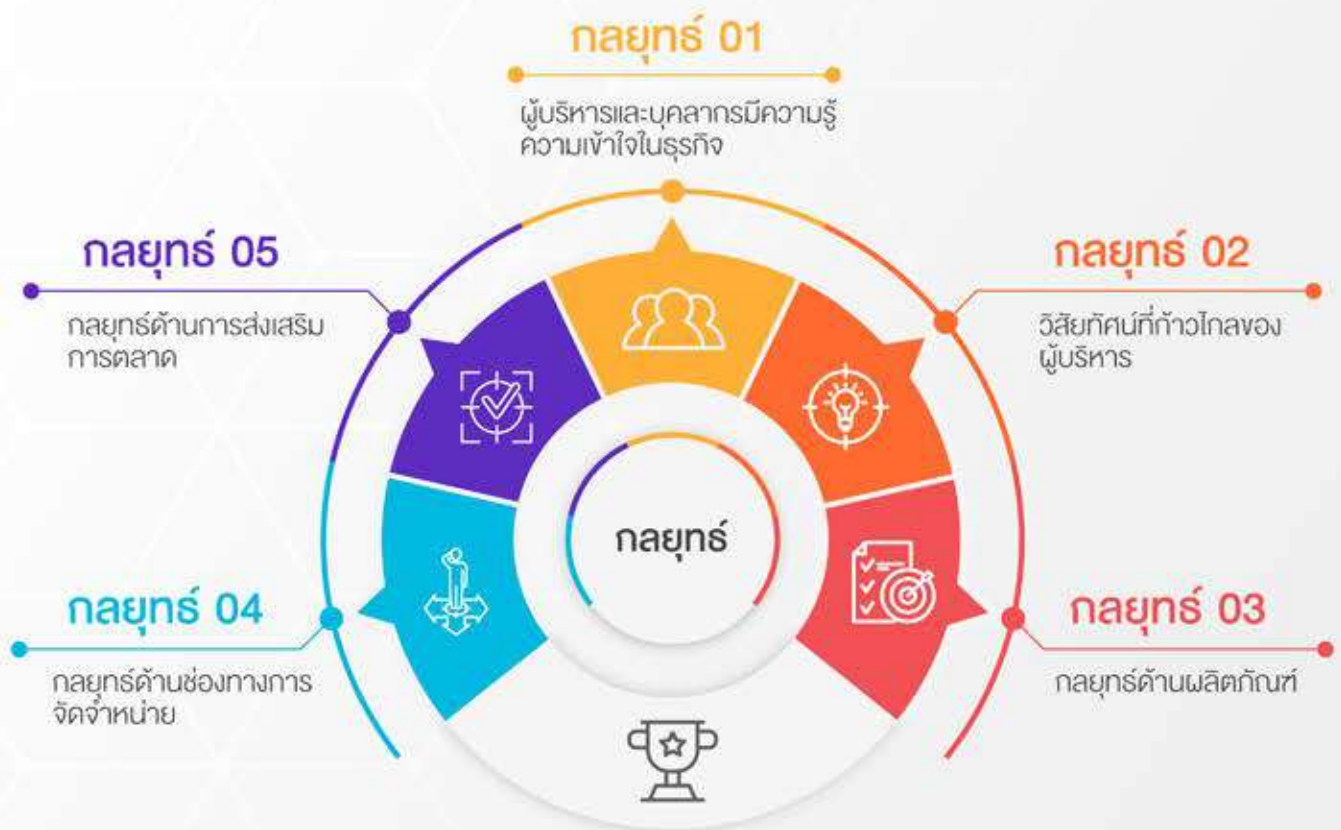 กลยุทธ์ 01
ผู้บริหารและบุคลากรมีความรู้
ความเข้าใจในธุรกิจ
กลยุทธ์ 02
วิสัยทัศน์ที่ก้าวไกลของ
ผู้บริหาร
กลยุทธ์ 03
กลยุทธ์ด้านผลิตภัณฑ์
กลยุทธ์ 04
กลยุทธ์ด้านช่องทางการ
จัดจำหน่าย
กลยุทธ์ 05
กลยุทธ์ด้านการส่งเสริม
การตลาด
กลยุทธ์